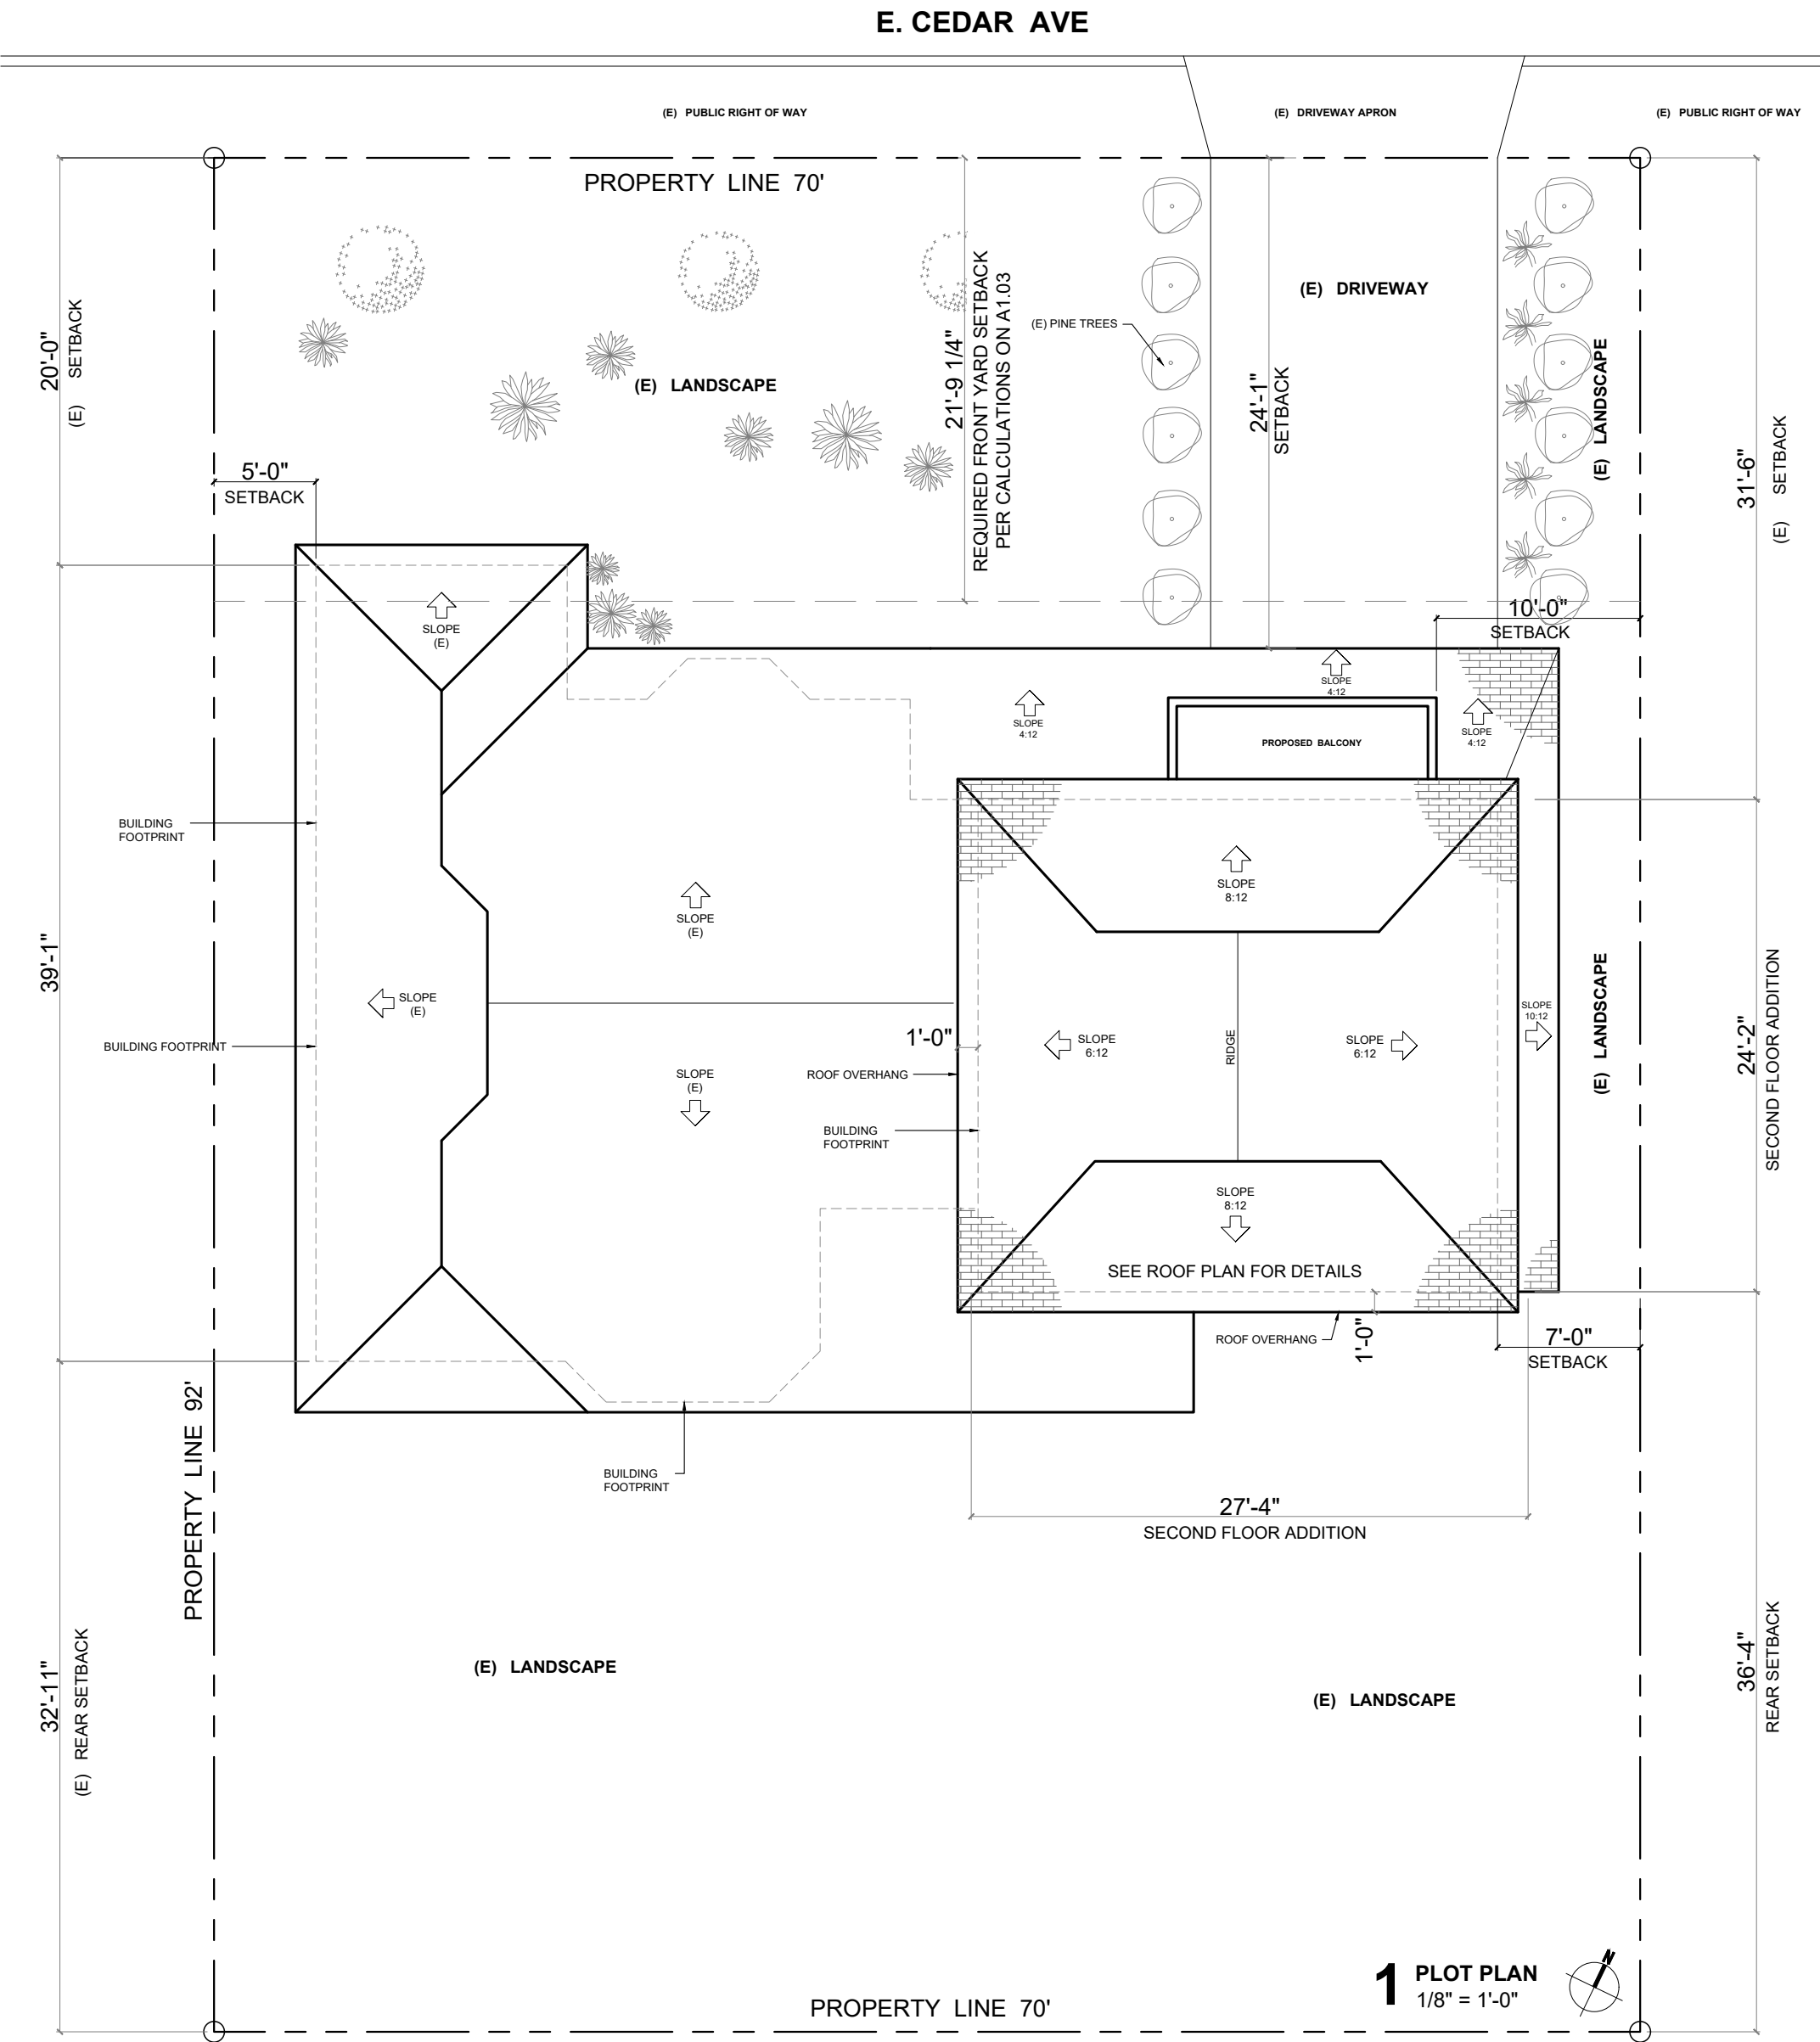 E. CEDAR AVE
(E) PUBLIC RIGHT OF WAY
(E) DRIVEWAY APRON
(E) PUBLIC RIGHT OF WAY
PROPERTY LINE 70'
20'-0"
(E) SETBACK
5'-0"
SETBACK
(E) LANDSCAPE
21'-9 1/4"
REQUIRED FRONT YARD SETBACK
PER CALCULATIONS ON A1.03
(E) PINE TREES
(E) DRIVEWAY
24'-1"
SETBACK
(E) LANDSCAPE
31'-6"
(E) SETBACK
10'-0"
SETBACK
SLOPE
(E)
SLOPE
4:12
SLOPE
4:12
SLOPE
4:12
PROPOSED BALCONY
BUILDING
FOOTPRINT
39'-1"
SLOPE
(E)
SLOPE
8:12
SLOPE
(E)
BUILDING FOOTPRINT
1'-0"
ROOF OVERHANG
SLOPE
(E)
SLOPE
6:12
RIDGE
SLOPE
6:12
SLOPE
10:12
(E) LANDSCAPE
24'-2"
SECOND FLOOR ADDITION
BUILDING
FOOTPRINT
SLOPE
8:12
SEE ROOF PLAN FOR DETAILS
ROOF OVERHANG
1'-0"
7'-0"
SETBACK
PROPERTY LINE 92'
BUILDING
FOOTPRINT
27'-4"
SECOND FLOOR ADDITION
32'-11"
(E) REAR SETBACK
(E) LANDSCAPE
(E) LANDSCAPE
36'-4"
REAR SETBACK
PROPERTY LINE 70'
1 PLOT PLAN
1/8" = 1'-0"
N